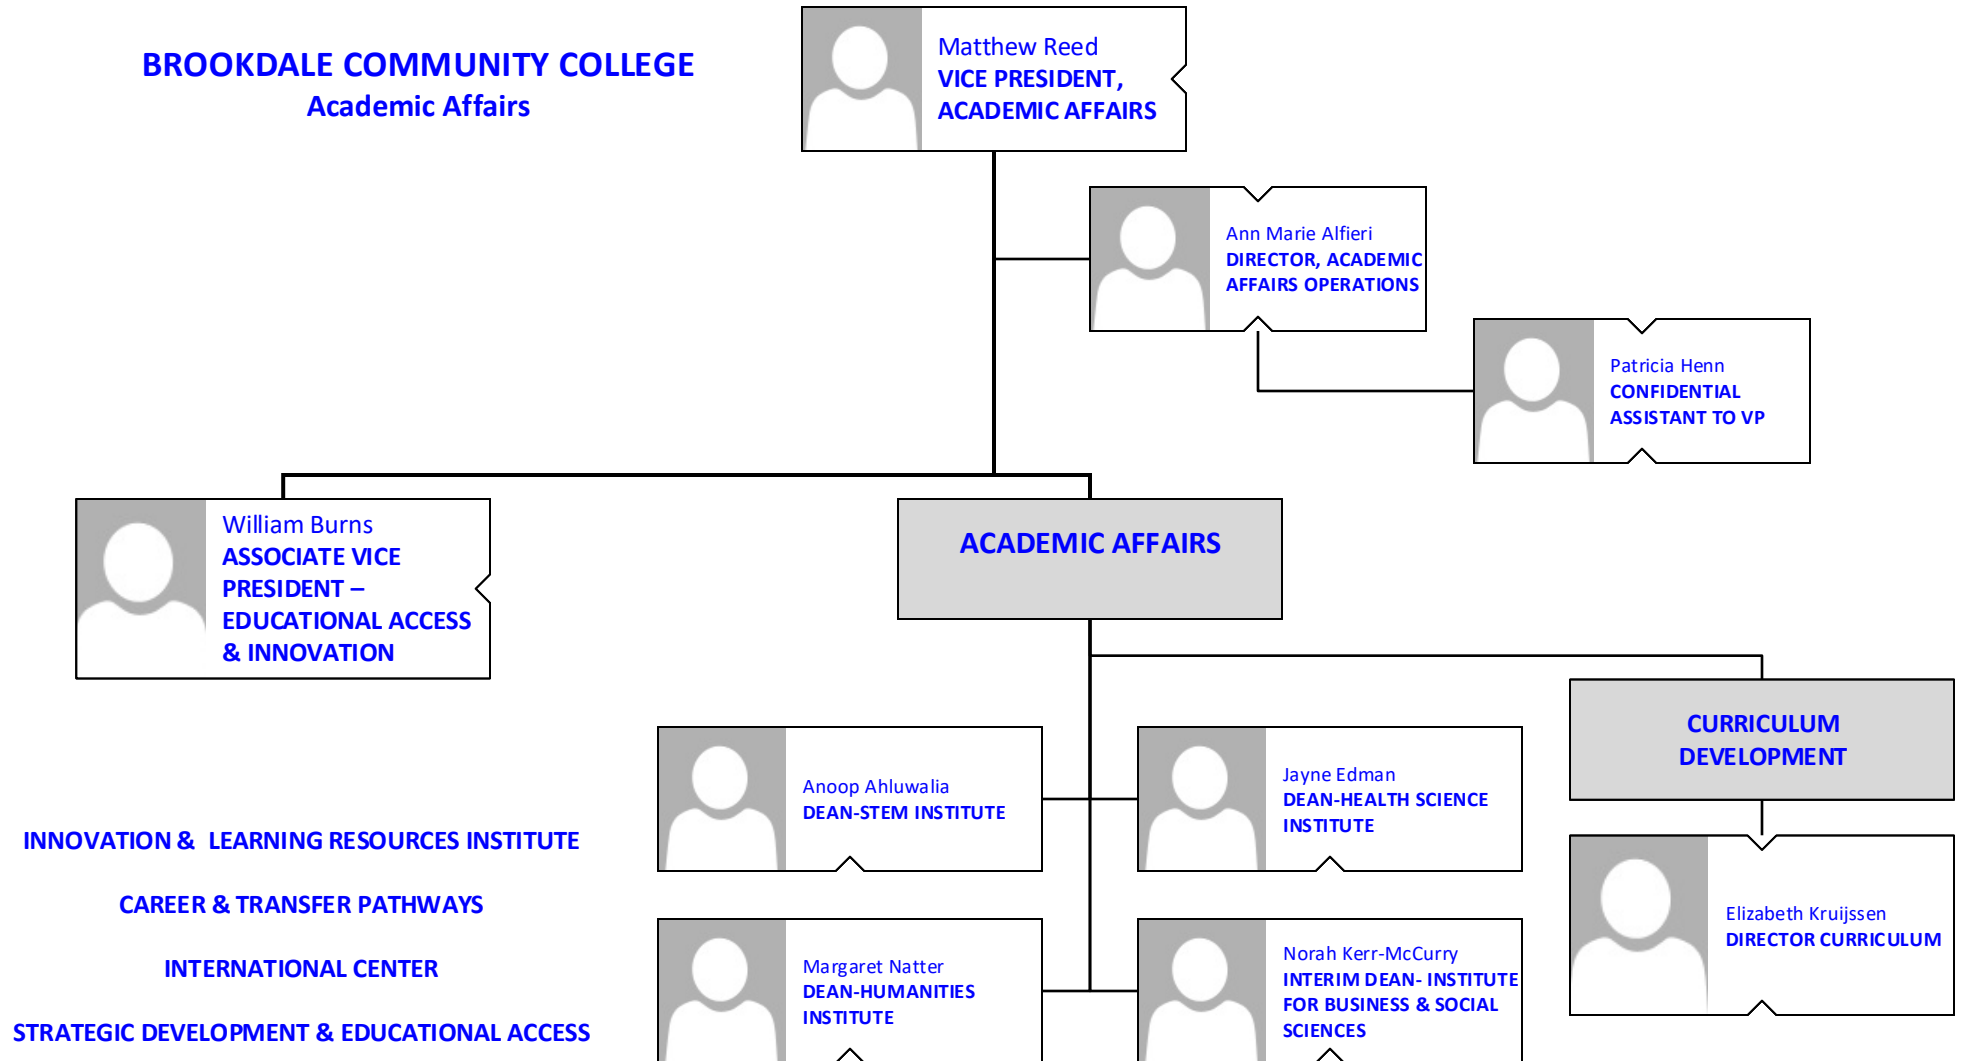 BROOKDALE COMMUNITY COLLEGE
Academic Affairs
Matthew Reed
VICE PRESIDENT,
ACADEMIC AFFAIRS
Ann Marie Alfieri
DIRECTOR, ACADEMIC
AFFAIRS OPERATIONS
Patricia Henn
CONFIDENTIAL
ASSISTANT TO VP
William Burns
ASSOCIATE VICE
PRESIDENT –
EDUCATIONAL ACCESS
& INNOVATION
ACADEMIC AFFAIRS
CURRICULUM
DEVELOPMENT
Anoop Ahluwalia
DEAN-STEM INSTITUTE
Jayne Edman
DEAN-HEALTH SCIENCE
INSTITUTE
Elizabeth Kruijssen
DIRECTOR CURRICULUM
Margaret Natter
DEAN-HUMANITIES
INSTITUTE
Norah Kerr-McCurry
INTERIM DEAN- INSTITUTE
FOR BUSINESS & SOCIAL
SCIENCES
INNOVATION & LEARNING RESOURCES INSTITUTE
CAREER & TRANSFER PATHWAYS
INTERNATIONAL CENTER
STRATEGIC DEVELOPMENT & EDUCATIONAL ACCESS